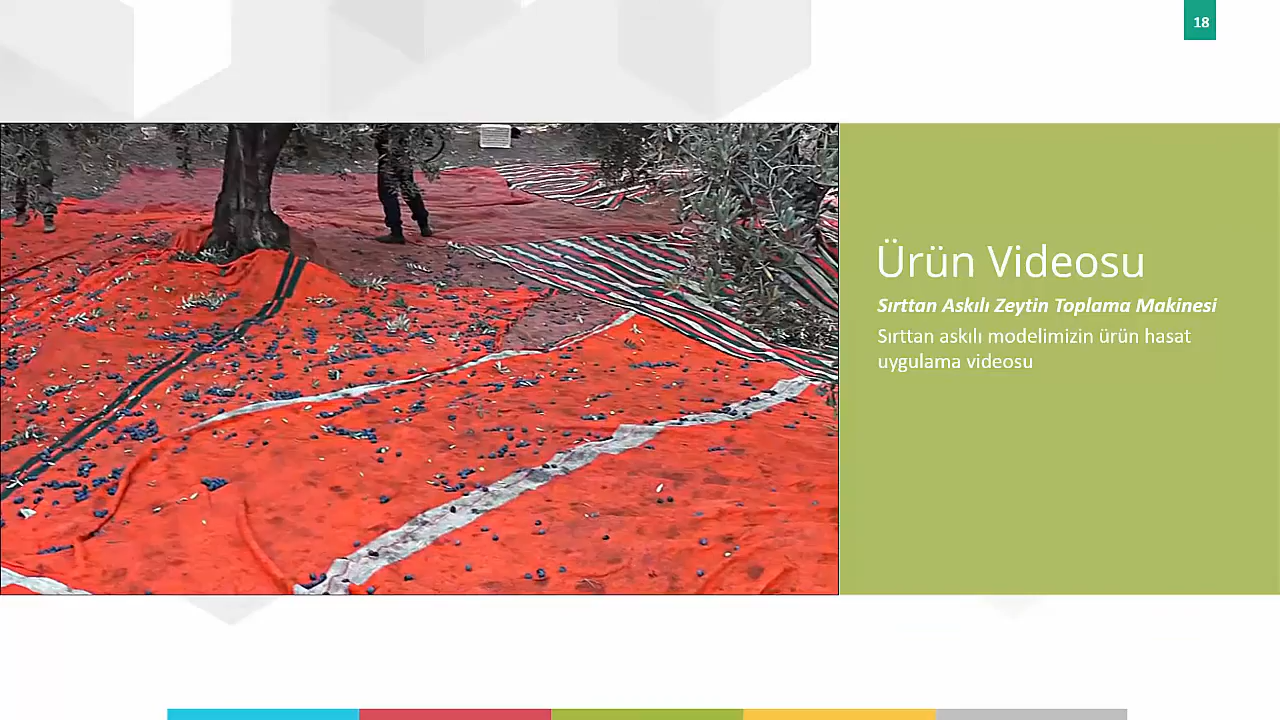 18
Ürün Videosu
Sırttan Askılı Zeytin Toplama Makinesi
Sırttan askılı modelimizin ürün hasat
uygulama videosu